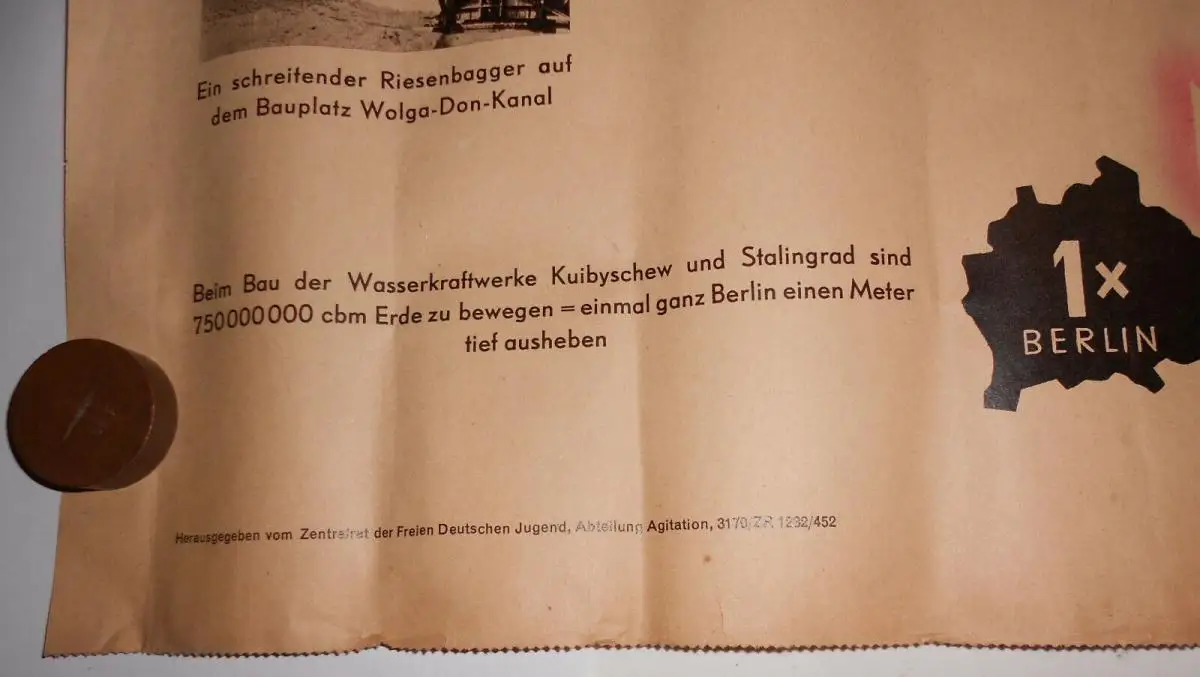 Ein schreitender Riesenbagger auf
dem Bauplatz Wolga-Don-Kanal
Beim Bau der Wasserkraftwerke Kuibyschew und Stalingrad sind
750000000 cbm Erde zu bewegen = einmal ganz Berlin einen Meter
tief ausheben
1x
BERLIN
Herausgegeben vom Zentralrat der Freien Deutschen Jugend, Abteilung Agitation, 3170/ZR 1232/452